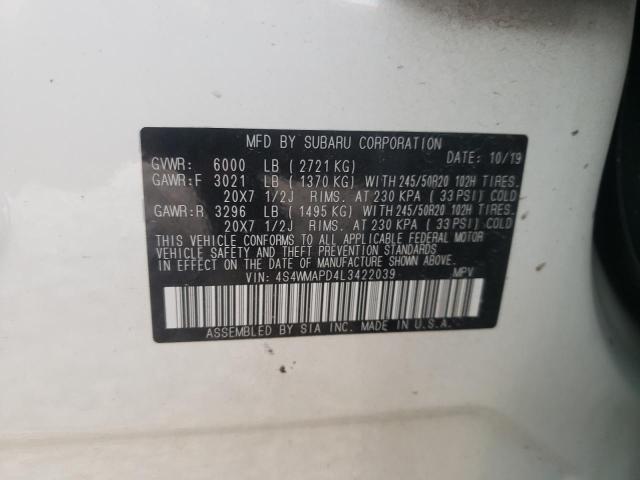 MFD BY SUBARU CORPORATION
DATE: 10/19
GVWR: 6000 LB (2721 KG)
GAWR:F 3021 LB (1370 KG) WITH 245/50R20 102H TIRES.
20X7 1/2J RIMS. AT 230 KPA (33 PSI) COLD
GAWR:R 3296 LB (1495 KG) WITH 245/50R20 102H TIRES.
20X7 1/2J RIMS. AT 230 KPA (33 PSI) COLD
THIS VEHICLE CONFORMS TO ALL APPLICABLE FEDERAL MOTOR
VEHICLE SAFETY AND THEFT PREVENTION STANDARDS
IN EFFECT ON THE DATE OF MANUFACTURE SHOWN ABOVE.
VIN: 4S4WMAPD4L3422039 MPV
ASSEMBLED BY SIA INC. MADE IN U.S.A.